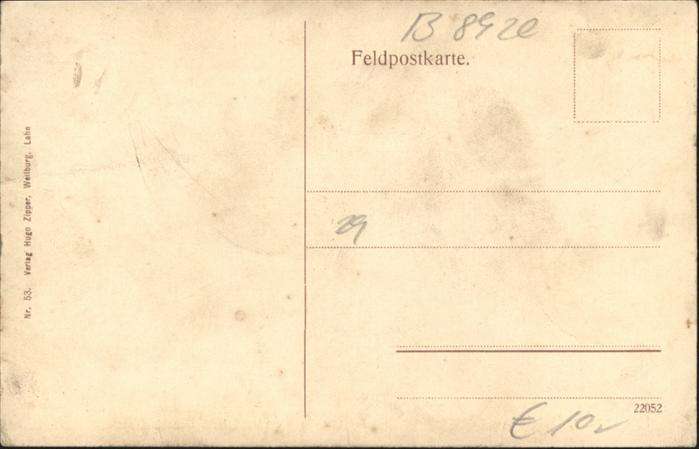 B 8920
Feldpostkarte.
Nr. 53. Verlag Hugo Zipper, Weilburg, Lahn
29
22052
€ 10,-